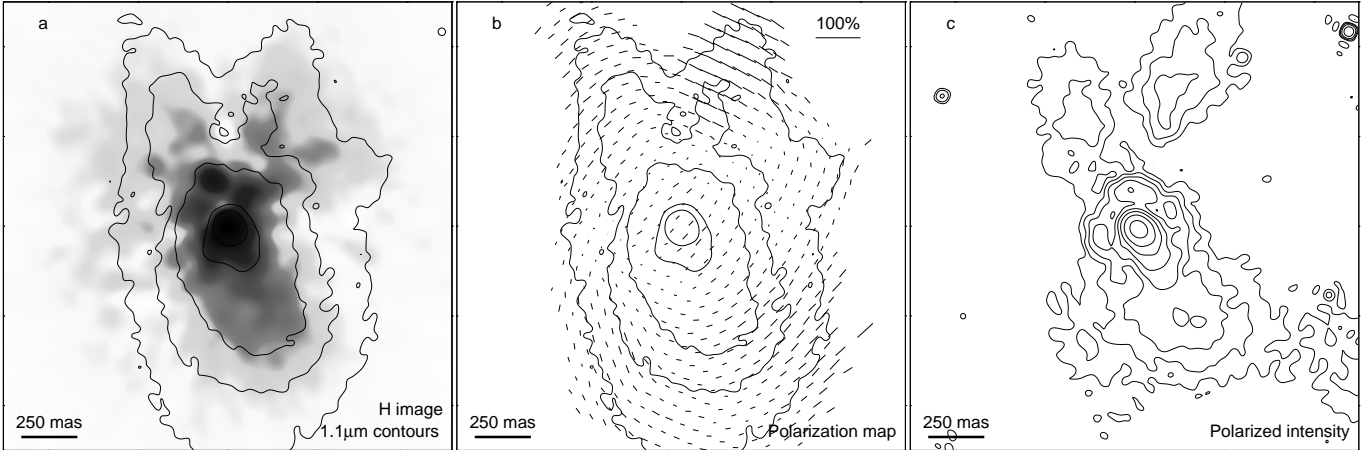 a
250 mas
H image
1.1μm contours
b
100%
250 mas
Polarization map
c
250 mas
Polarized intensity